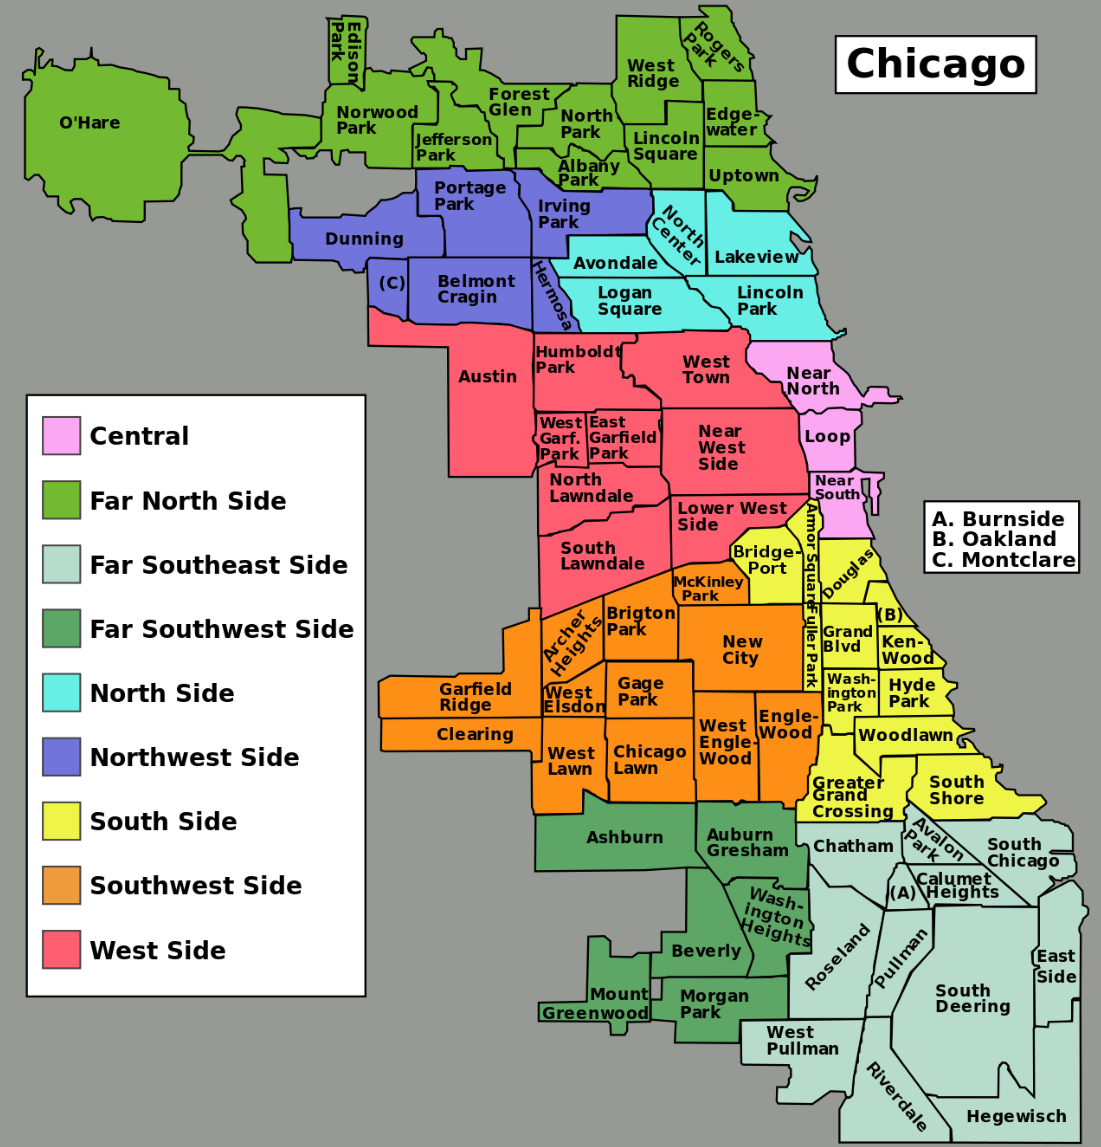 Chicago
Edison
Park
Rogers
Park
West
Ridge
Forest
Glen
O'Hare
Norwood
Park
North
Park
Edge-
water
Jefferson
Park
Lincoln
Square
Albany
Park
Uptown
Portage
Park
Irving
Park
North
Center
Dunning
Lakeview
Avondale
(C)
Belmont
Cragin
Hermosa
Logan
Square
Lincoln
Park
Humboldt
Park
West
Town
Austin
Near
North
West
Garf.
Park
East
Garfield
Park
Near
West
Side
Loop
North
Lawndale
Near
South
Lower West
Side
Armor Square
South
Lawndale
Bridge-
Port
Douglas
McKinley
Park
Archer
Heights
Brigton
Park
New
City
Fuller Park
Grand
Blvd
(B)
Ken-
Wood
Garfield
Ridge
West
Elsdon
Gage
Park
Wash-
ington
Park
Hyde
Park
Clearing
West
Lawn
Chicago
Lawn
West
Engle-
Wood
Engle-
Wood
Woodlawn
Greater
Grand
Crossing
South
Shore
Ashburn
Auburn
Gresham
Chatham
Avalon
Park
South
Chicago
(A)
Calumet
Heights
Wash-
ington
Heights
Beverly
Roseland
Pullman
East
Side
South
Deering
Mount
Greenwood
Morgan
Park
West
Pullman
Riverdale
Hegewisch
Central
Far North Side
Far Southeast Side
Far Southwest Side
North Side
Northwest Side
South Side
Southwest Side
West Side
A. Burnside
B. Oakland
C. Montclare